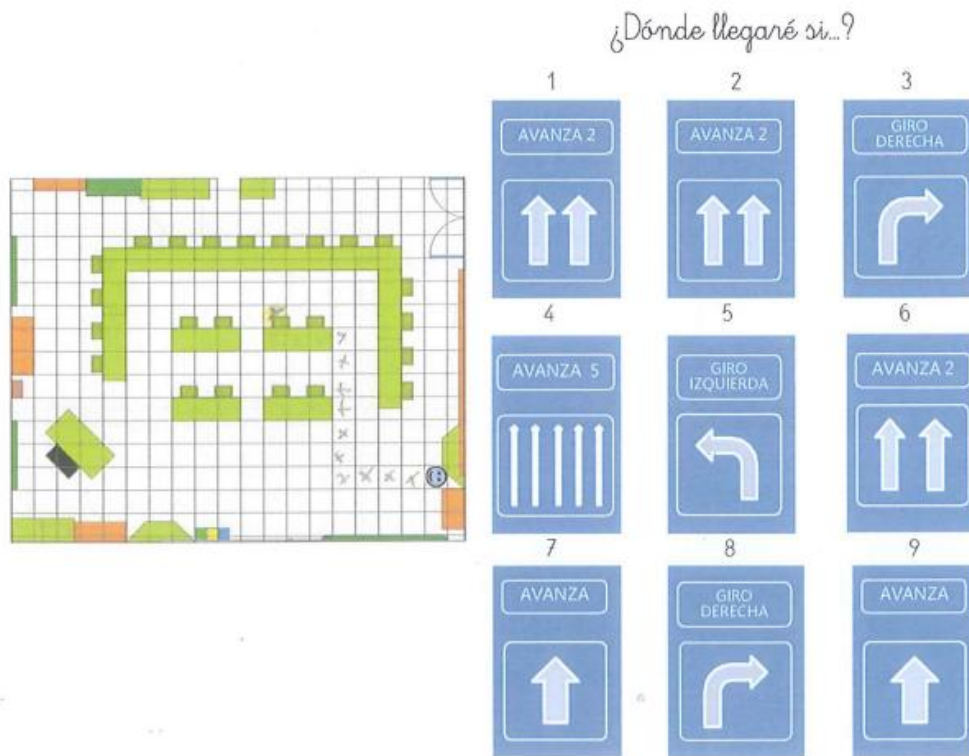 ¿Dónde llegaré si...?
1
2
3
AVANZA 2
AVANZA 2
GIRO
DERECHA
4
5
6
AVANZA 5
GIRO
IZQUIERDA
AVANZA 2
7
8
9
AVANZA
GIRO
DERECHA
AVANZA